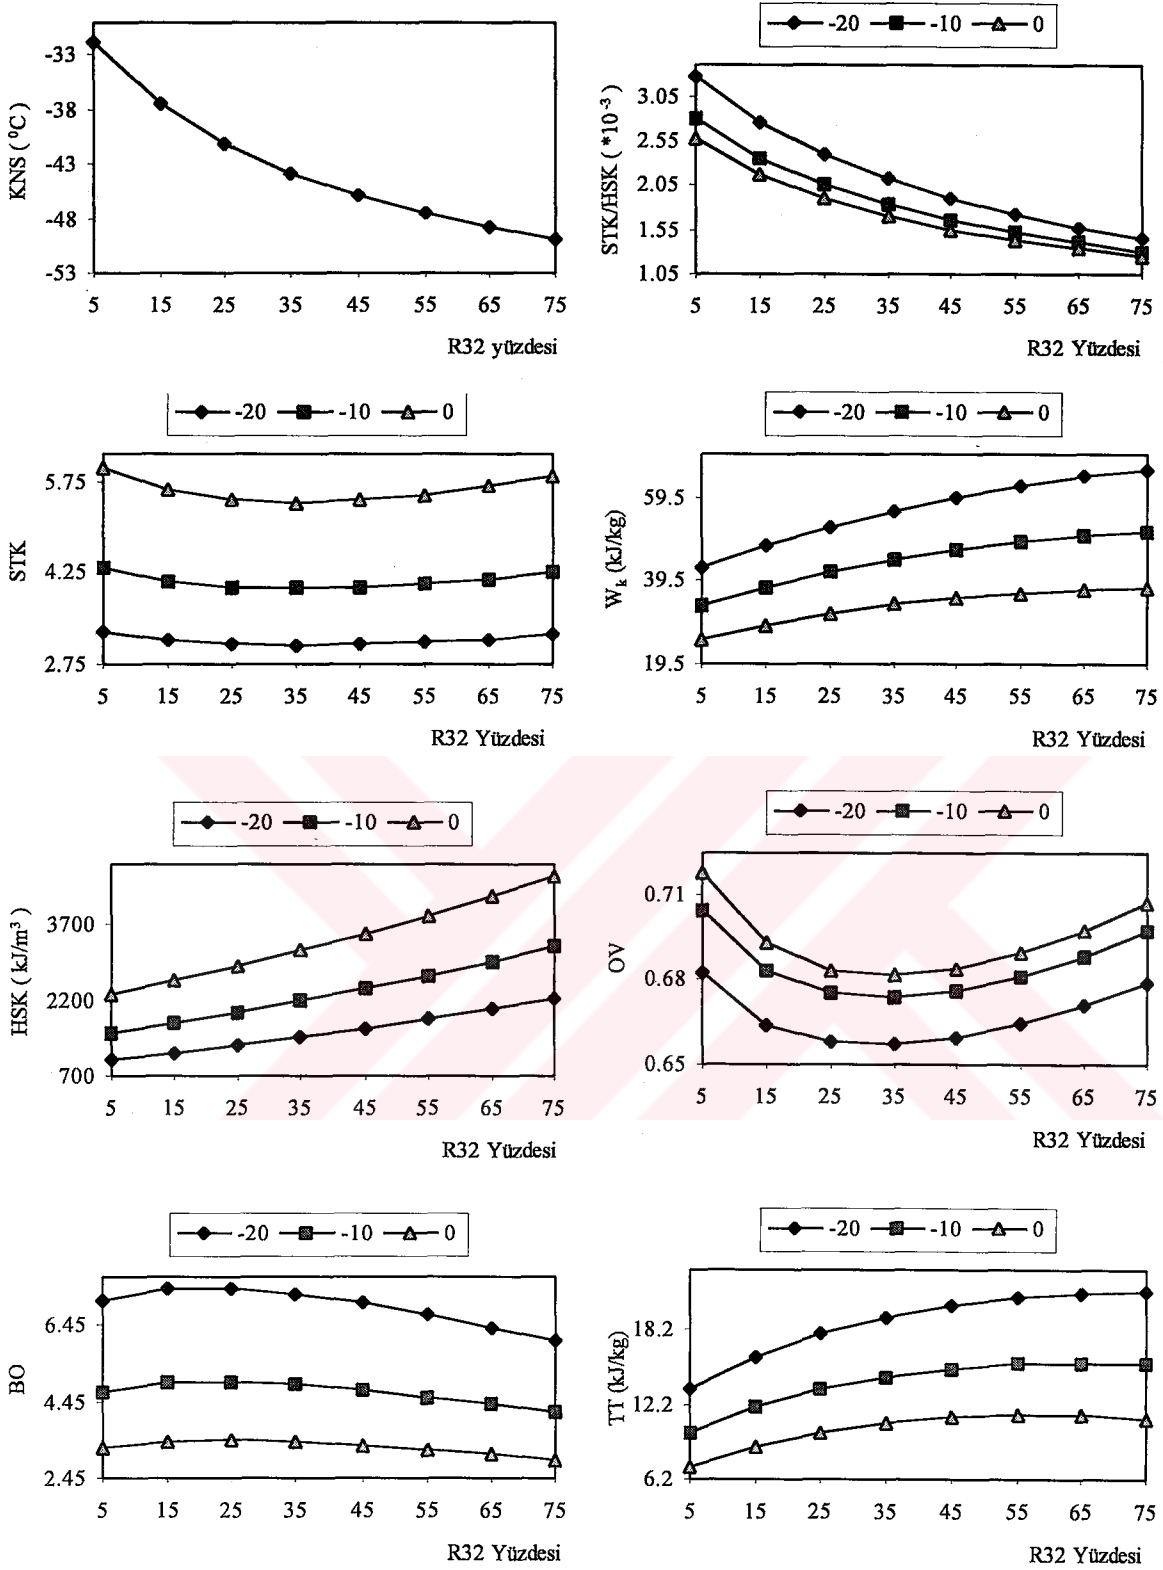 KNS ( ⁰C )
-33
-38
-43
-48
-53
5 15 25 35 45 55 65 75
R32 yüzdesi
-20 -10 0
STK/HSK ( *10⁻³ )
3.05
2.55
2.05
1.55
1.05
5 15 25 35 45 55 65 75
R32 Yüzdesi
-20 -10 0
STK
5.75
4.25
2.75
5 15 25 35 45 55 65 75
R32 Yüzdesi
-20 -10 0
Wₖ (kJ/kg)
59.5
39.5
19.5
5 15 25 35 45 55 65 75
R32 Yüzdesi
-20 -10 0
HSK ( kJ/m³ )
3700
2200
700
5 15 25 35 45 55 65 75
R32 Yüzdesi
-20 -10 0
OV
0.71
0.68
0.65
5 15 25 35 45 55 65 75
R32 Yüzdesi
-20 -10 0
BO
6.45
4.45
2.45
5 15 25 35 45 55 65 75
R32 Yüzdesi
-20 -10 0
TT (kJ/kg)
18.2
12.2
6.2
5 15 25 35 45 55 65 75
R32 Yüzdesi